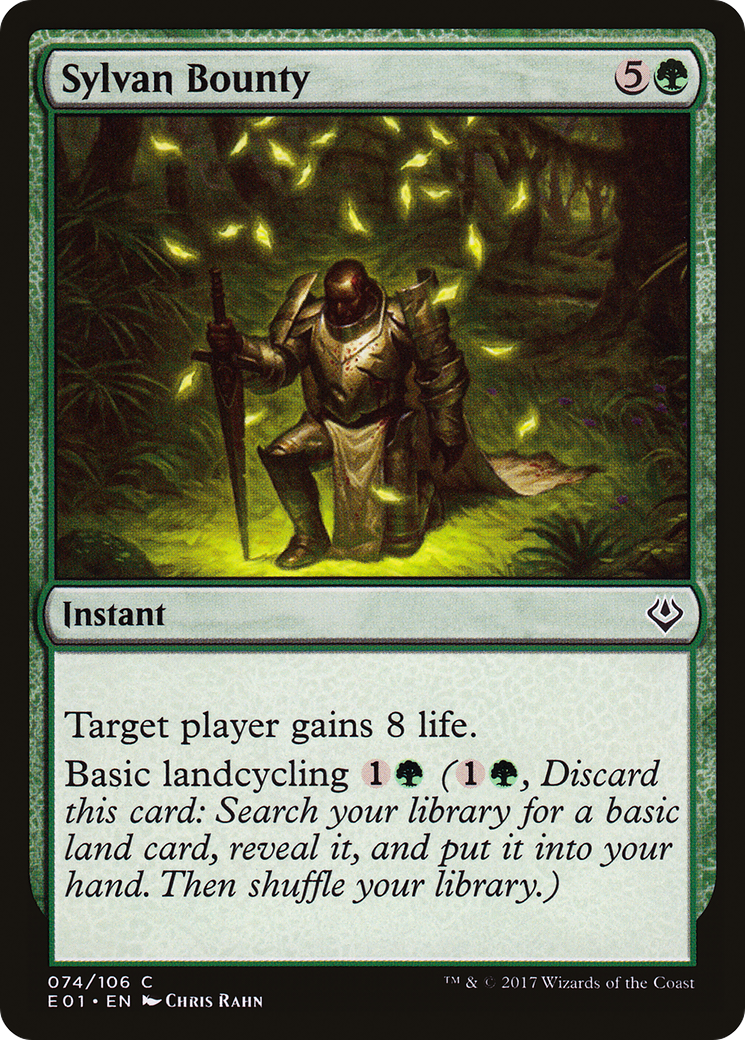 Sylvan Bounty 5
Instant
Target player gains 8 life.
Basic landcycling 1 (1, Discard
this card: Search your library for a basic
land card, reveal it, and put it into your
hand. Then shuffle your library.)
074/106 C
™ & © 2017 Wizards of the Coast
E01 • EN Chris Rahn